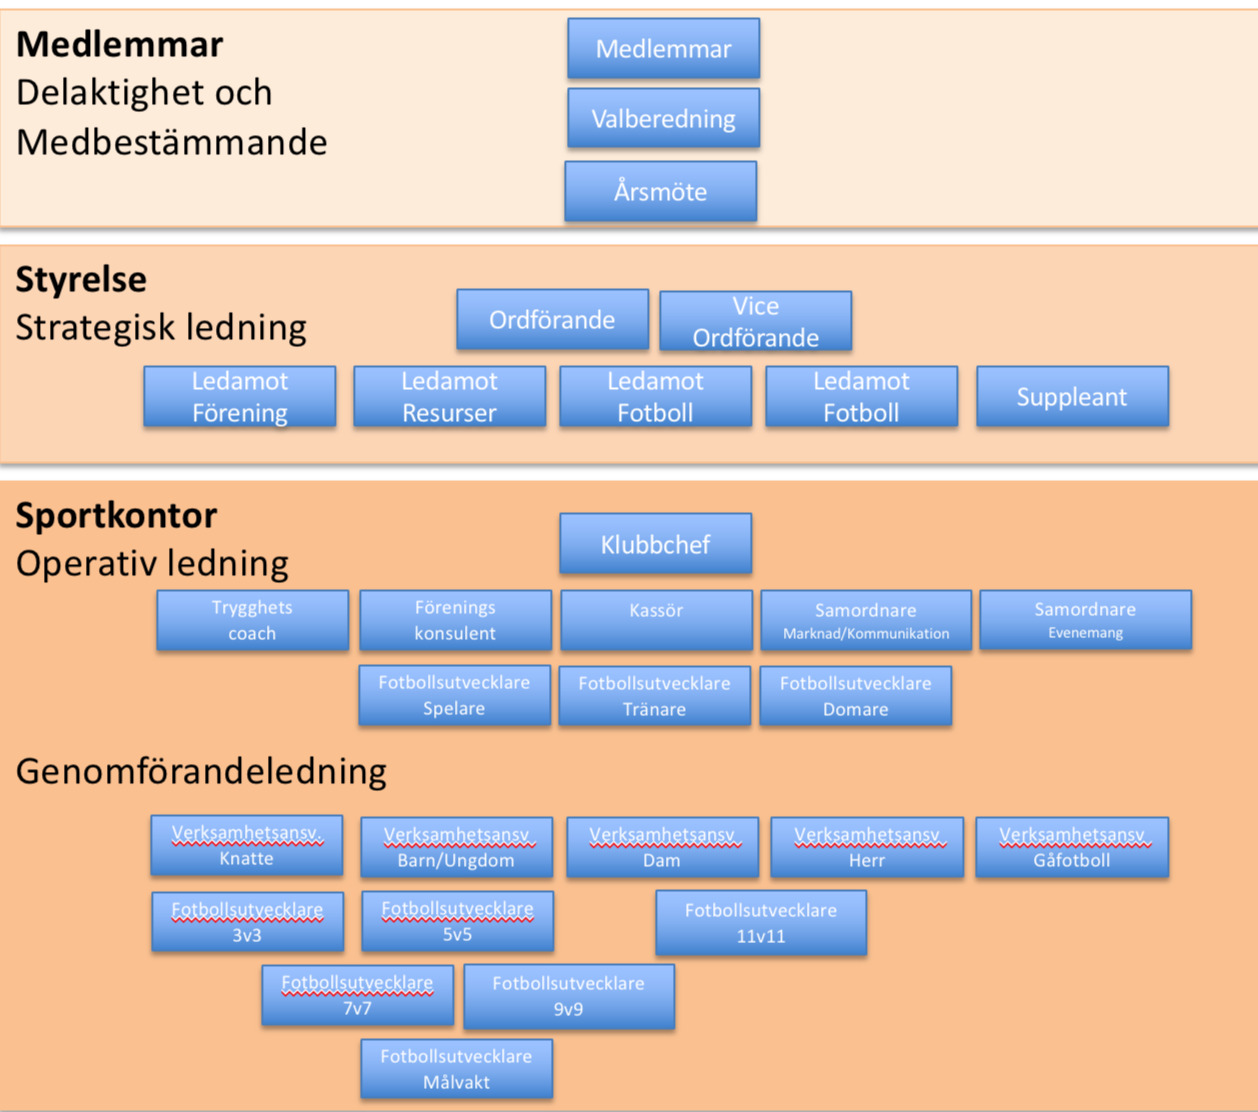 Medlemmar
Delaktighet och
Medbestämmande
Medlemmar
Valberedning
Årsmöte
Styrelse
Strategisk ledning
Ordförande
Vice
Ordförande
Ledamot
Förening
Ledamot
Resurser
Ledamot
Fotboll
Ledamot
Fotboll
Suppleant
Sportkontor
Operativ ledning
Klubbchef
Trygghets
coach
Förenings
konsulent
Kassör
Samordnare
Marknad/Kommunikation
Samordnare
Evenemang
Fotbollsutvecklare
Spelare
Fotbollsutvecklare
Tränare
Fotbollsutvecklare
Domare
Genomförandeledning
Verksamhetsansv.
Knatte
Verksamhetsansv
Barn/Ungdom
Verksamhetsansv
Dam
Verksamhetsansv
Herr
Verksamhetsansv
Gåfotboll
Fotbollsutvecklare
3v3
Fotbollsutvecklare
5v5
Fotbollsutvecklare
11v11
Fotbollsutvecklare
7v7
Fotbollsutvecklare
9v9
Fotbollsutvecklare
Målvakt